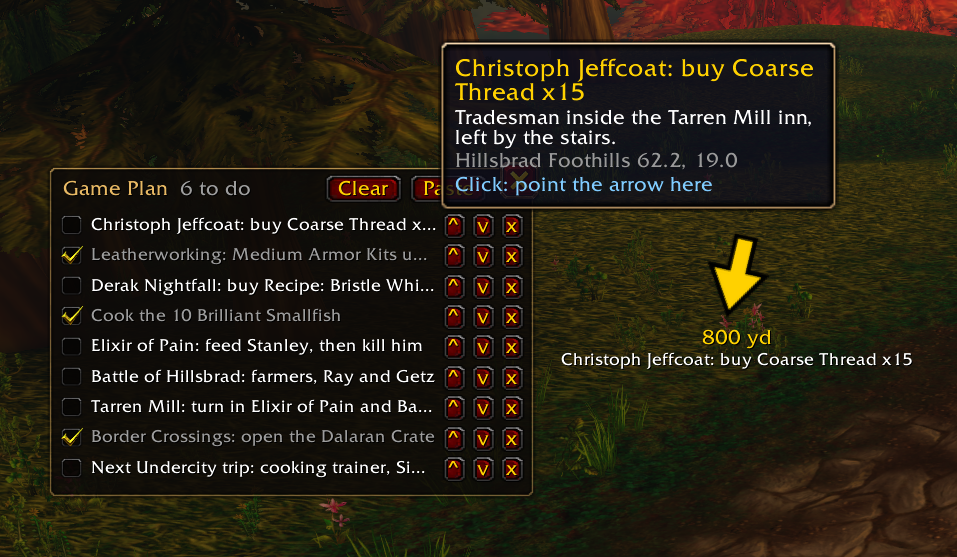 Christoph Jeffcoat: buy Coarse
Thread x15
Tradesman inside the Tarren Mill inn,
left by the stairs.
Hillsbrad Foothills 62.2, 19.0
Click: point the arrow here
Game Plan 6 to do
Clear
Paste
Christoph Jeffcoat: buy Coarse Thread x... ^ v x
Leatherworking: Medium Armor Kits u... ^ v x
Derak Nightfall: buy Recipe: Bristle Whi... ^ v x
Cook the 10 Brilliant Smallfish ^ v x
Elixir of Pain: feed Stanley, then kill him ^ v x
Battle of Hillsbrad: farmers, Ray and Getz ^ v x
Tarren Mill: turn in Elixir of Pain and Ba... ^ v x
Border Crossings: open the Dalaran Crate ^ v x
Next Undercity trip: cooking trainer, Si... ^ v x
800 yd
Christoph Jeffcoat: buy Coarse Thread x15